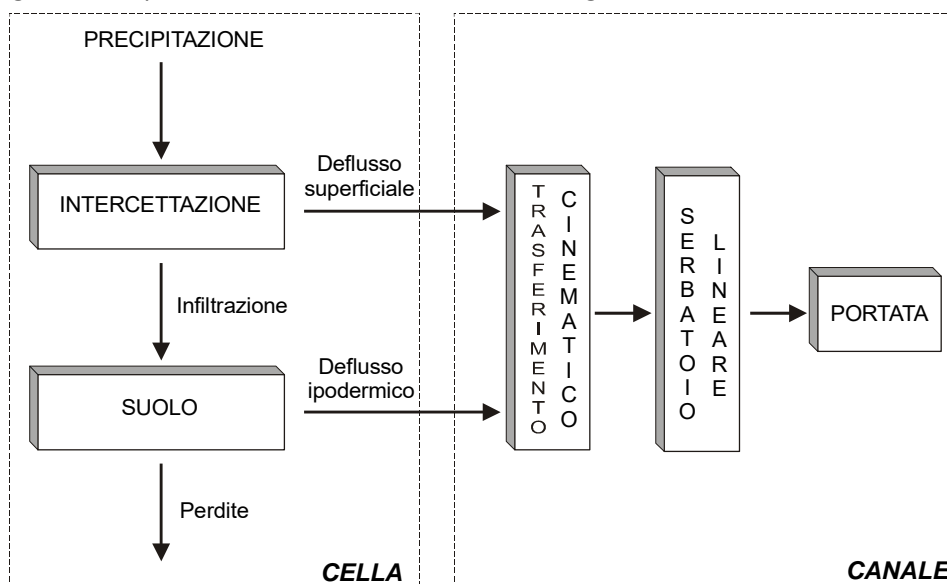 PRECIPITAZIONE
INTERCETTAZIONE
Deflusso
superficiale
Infiltrazione
SUOLO
Deflusso
ipodermico
Perdite
CELLA
TRASFERIMENTO
CINEMATICO
SERBATOIO
LINEARE
PORTATA
CANALE